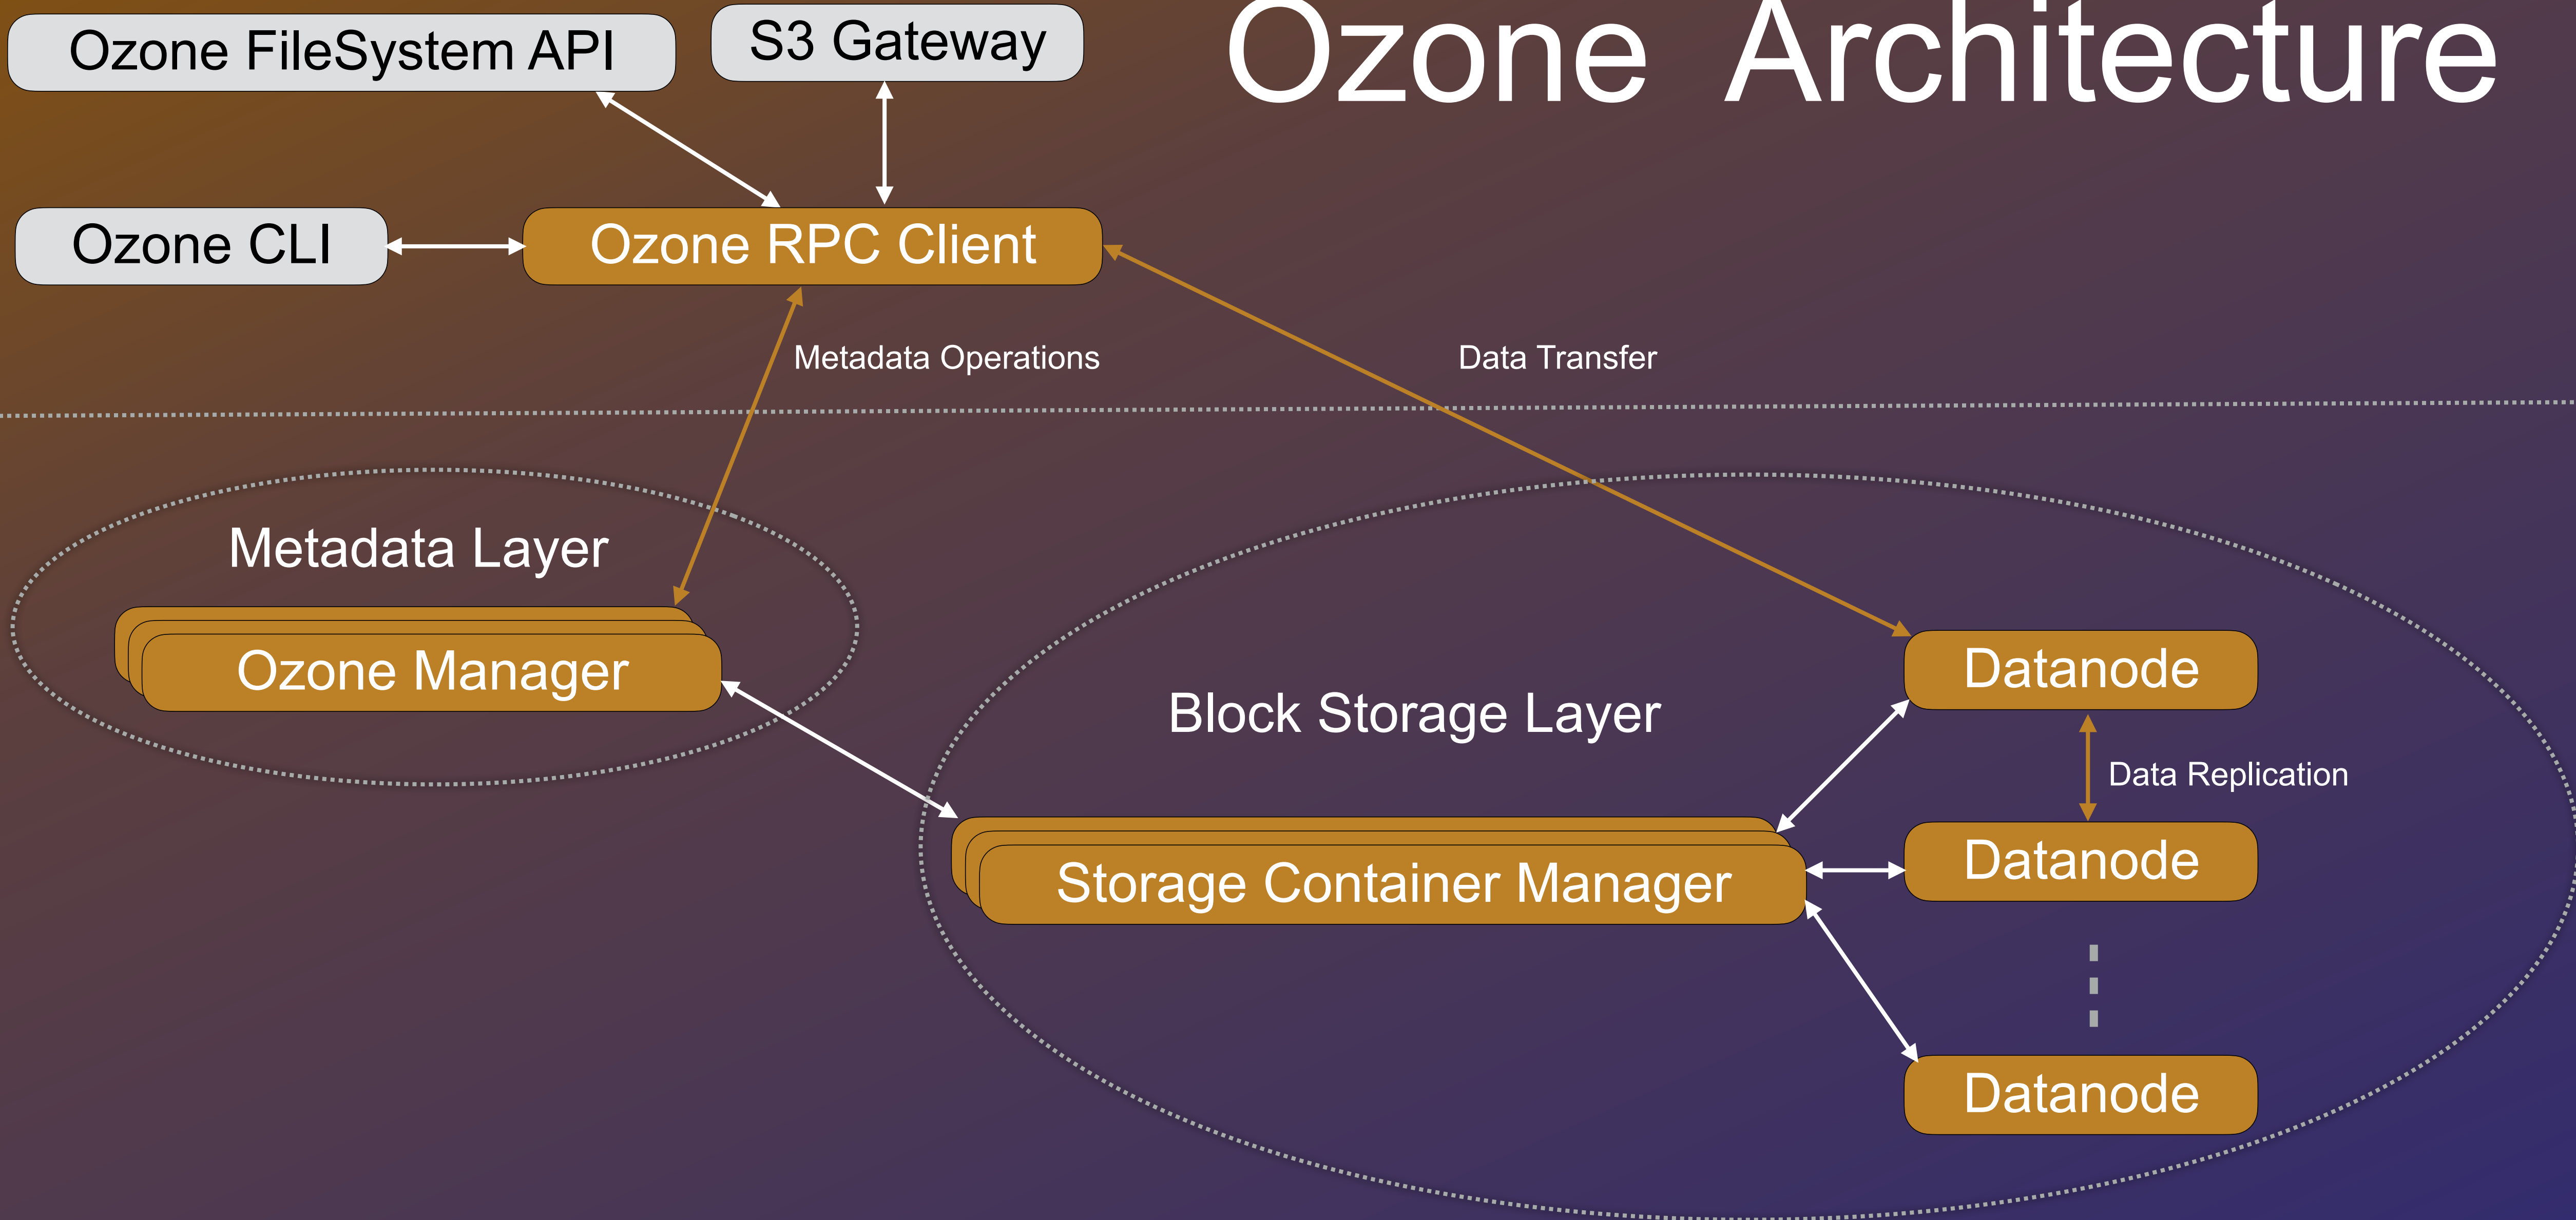 Ozone Architecture
Ozone FileSystem API
S3 Gateway
Ozone CLI
Ozone RPC Client
Metadata Operations
Data Transfer
Metadata Layer
Ozone Manager
Block Storage Layer
Storage Container Manager
Datanode
Data Replication
Datanode
Datanode